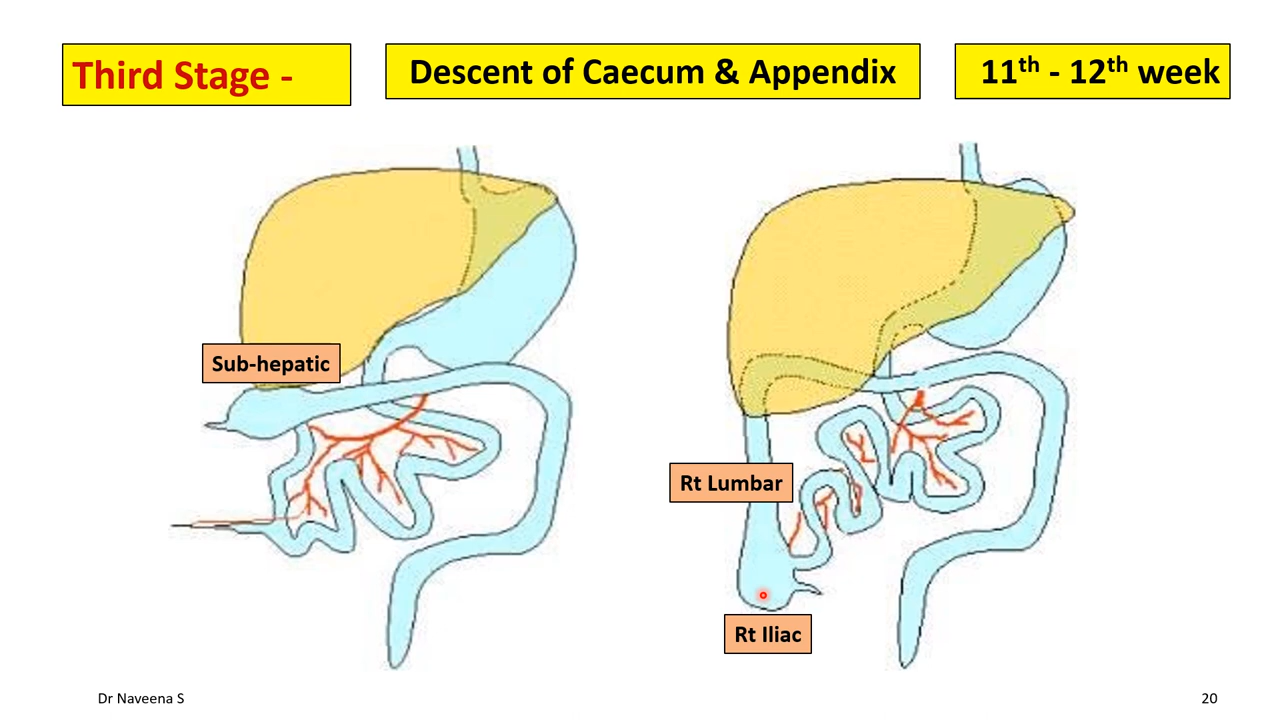 Third Stage -
Descent of Caecum & Appendix
11th - 12th week
Sub-hepatic
Rt Lumbar
Rt Iliac
Dr Naveena S
20